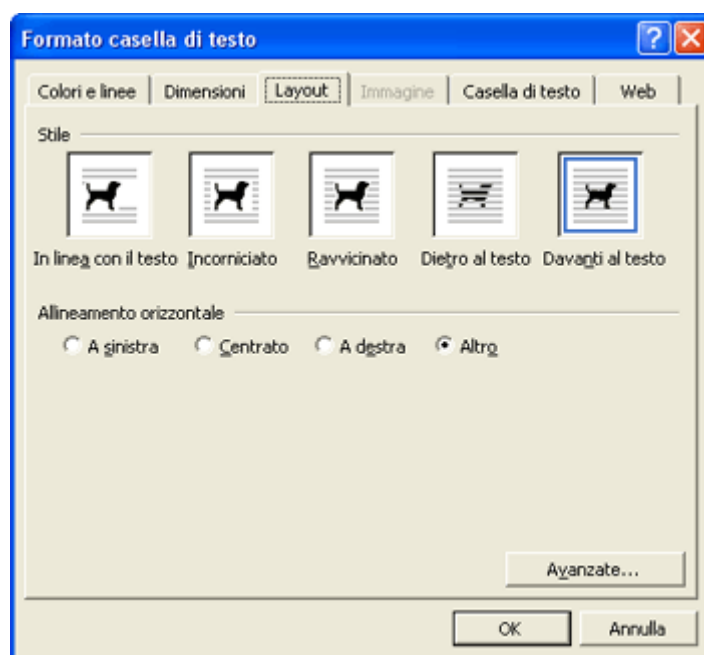 Formato casella di testo
Colori e linee Dimensioni Layout Immagine Casella di testo Web
Stile
In linea con il testo Incorniciato Ravvicinato Dietro al testo Davanti al testo
Allineamento orizzontale
A sinistra Centrato A destra Altro
Avanzate...
OK Annulla